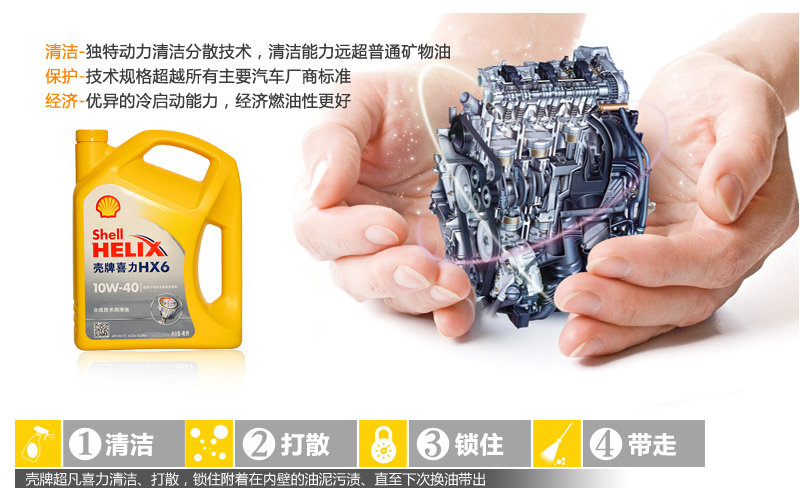 清洁-独特动力清洁分散技术，清洁能力远超普通矿物油
保护-技术规格超越所有主要汽车厂商标准
经济-优异的冷启动能力，经济燃油性更好
Shell
HELIX
壳牌喜力HX6
10W-40
合成技术润滑油
4升
1 清洁
2 打散
3 锁住
4 带走
壳牌超凡喜力清洁、打散，锁住附着在内壁的油泥污渍、直至下次换油带出